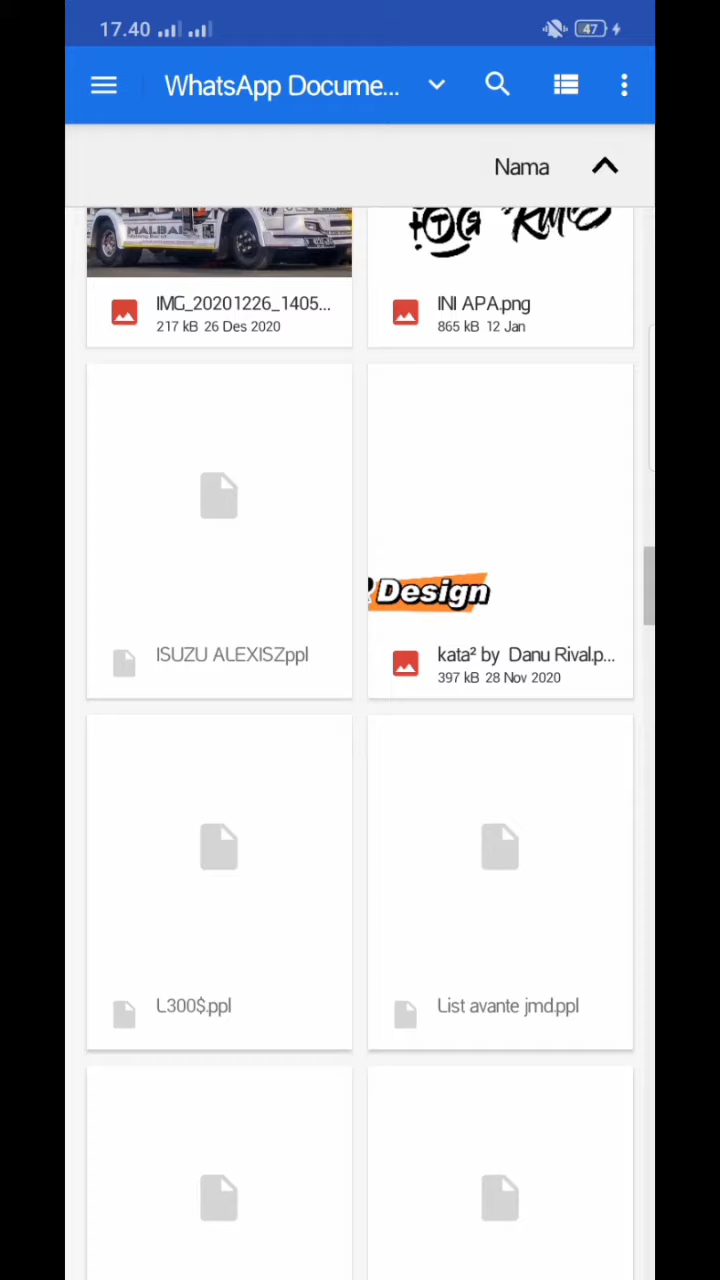 17.40
47
WhatsApp Docume...
Nama
MALBA
IMG_20201226_1405...
217 kB 26 Des 2020
INI APA.png
865 kB 12 Jan
Design
ISUZU ALEXISZ.ppl
kata² by Danu Rival.p...
397 kB 28 Nov 2020
L300$.ppl
List avante jmd.ppl